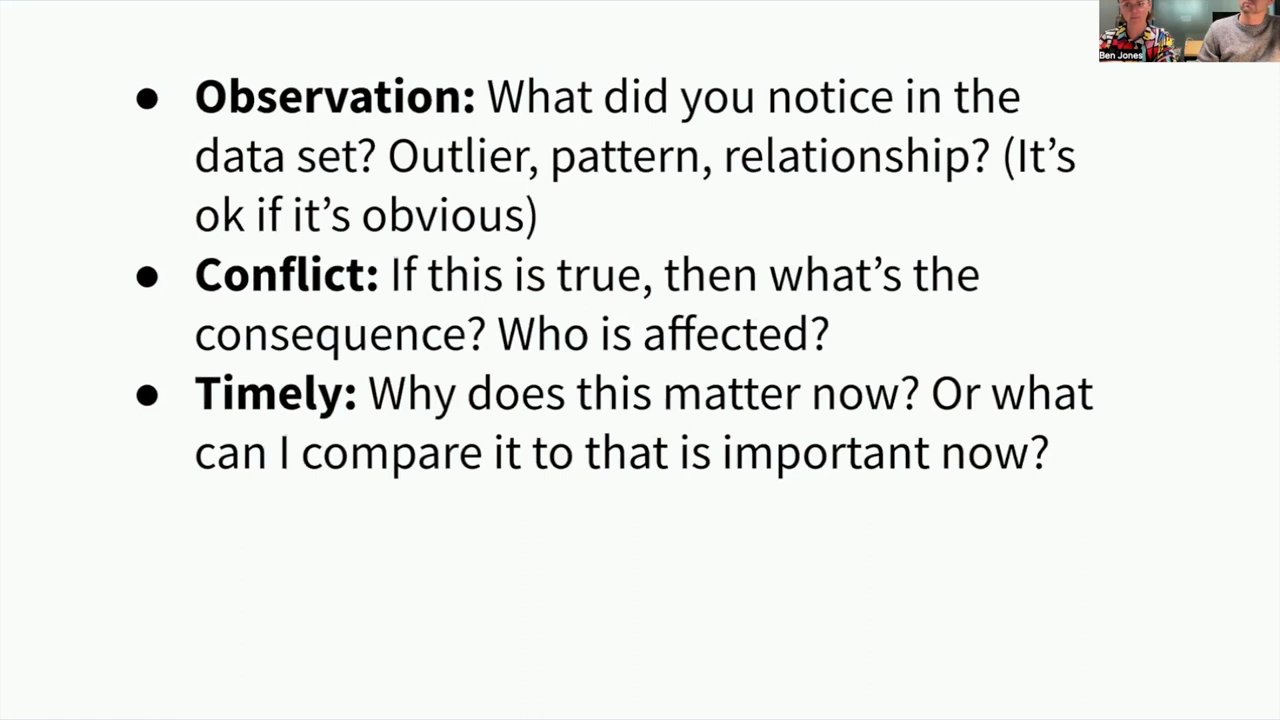 Ben Jones
● Observation: What did you notice in the
data set? Outlier, pattern, relationship? (It’s
ok if it’s obvious)
● Conflict: If this is true, then what’s the
consequence? Who is affected?
● Timely: Why does this matter now? Or what
can I compare it to that is important now?